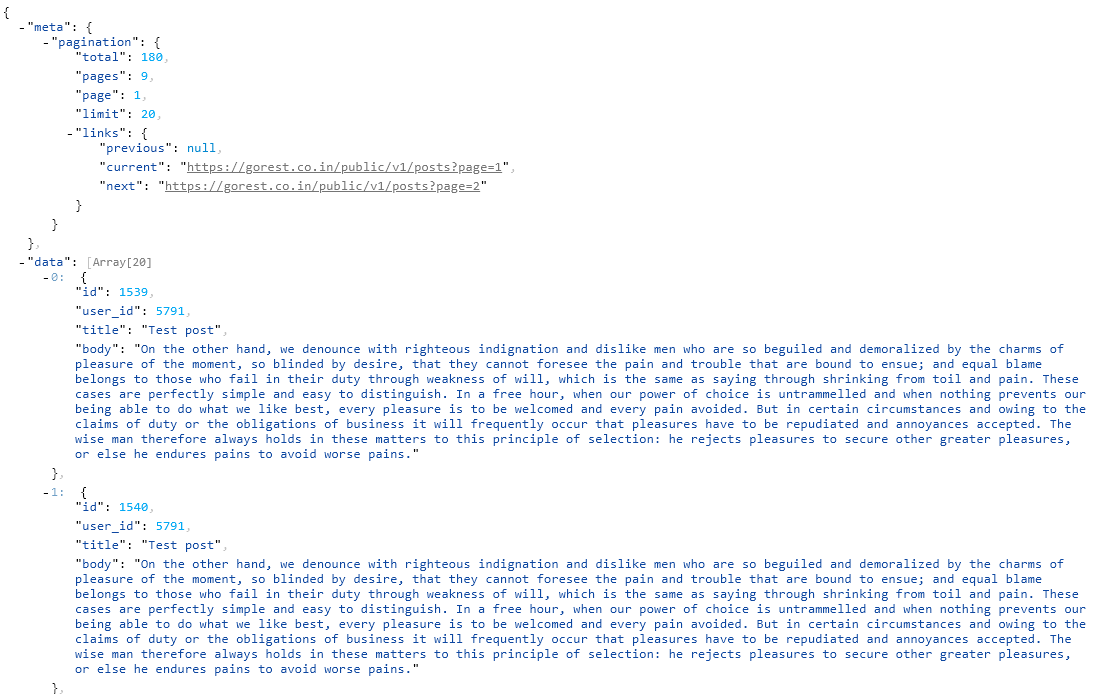 {
-"meta": {
-"pagination": {
"total": 180,
"pages": 9,
"page": 1,
"limit": 20,
-"links": {
"previous": null,
"current": "https://gorest.co.in/public/v1/posts?page=1",
"next": "https://gorest.co.in/public/v1/posts?page=2"
}
}
},
-"data": [Array[20]
-0: {
"id": 1539,
"user_id": 5791,
"title": "Test post",
"body": "On the other hand, we denounce with righteous indignation and dislike men who are so beguiled and demoralized by the charms of
pleasure of the moment, so blinded by desire, that they cannot foresee the pain and trouble that are bound to ensue; and equal blame
belongs to those who fail in their duty through weakness of will, which is the same as saying through shrinking from toil and pain. These
cases are perfectly simple and easy to distinguish. In a free hour, when our power of choice is untrammelled and when nothing prevents our
being able to do what we like best, every pleasure is to be welcomed and every pain avoided. But in certain circumstances and owing to the
claims of duty or the obligations of business it will frequently occur that pleasures have to be repudiated and annoyances accepted. The
wise man therefore always holds in these matters to this principle of selection: he rejects pleasures to secure other greater pleasures,
or else he endures pains to avoid worse pains."
},
-1: {
"id": 1540,
"user_id": 5791,
"title": "Test post",
"body": "On the other hand, we denounce with righteous indignation and dislike men who are so beguiled and demoralized by the charms of
pleasure of the moment, so blinded by desire, that they cannot foresee the pain and trouble that are bound to ensue; and equal blame
belongs to those who fail in their duty through weakness of will, which is the same as saying through shrinking from toil and pain. These
cases are perfectly simple and easy to distinguish. In a free hour, when our power of choice is untrammelled and when nothing prevents our
being able to do what we like best, every pleasure is to be welcomed and every pain avoided. But in certain circumstances and owing to the
claims of duty or the obligations of business it will frequently occur that pleasures have to be repudiated and annoyances accepted. The
wise man therefore always holds in these matters to this principle of selection: he rejects pleasures to secure other greater pleasures,
or else he endures pains to avoid worse pains."
},